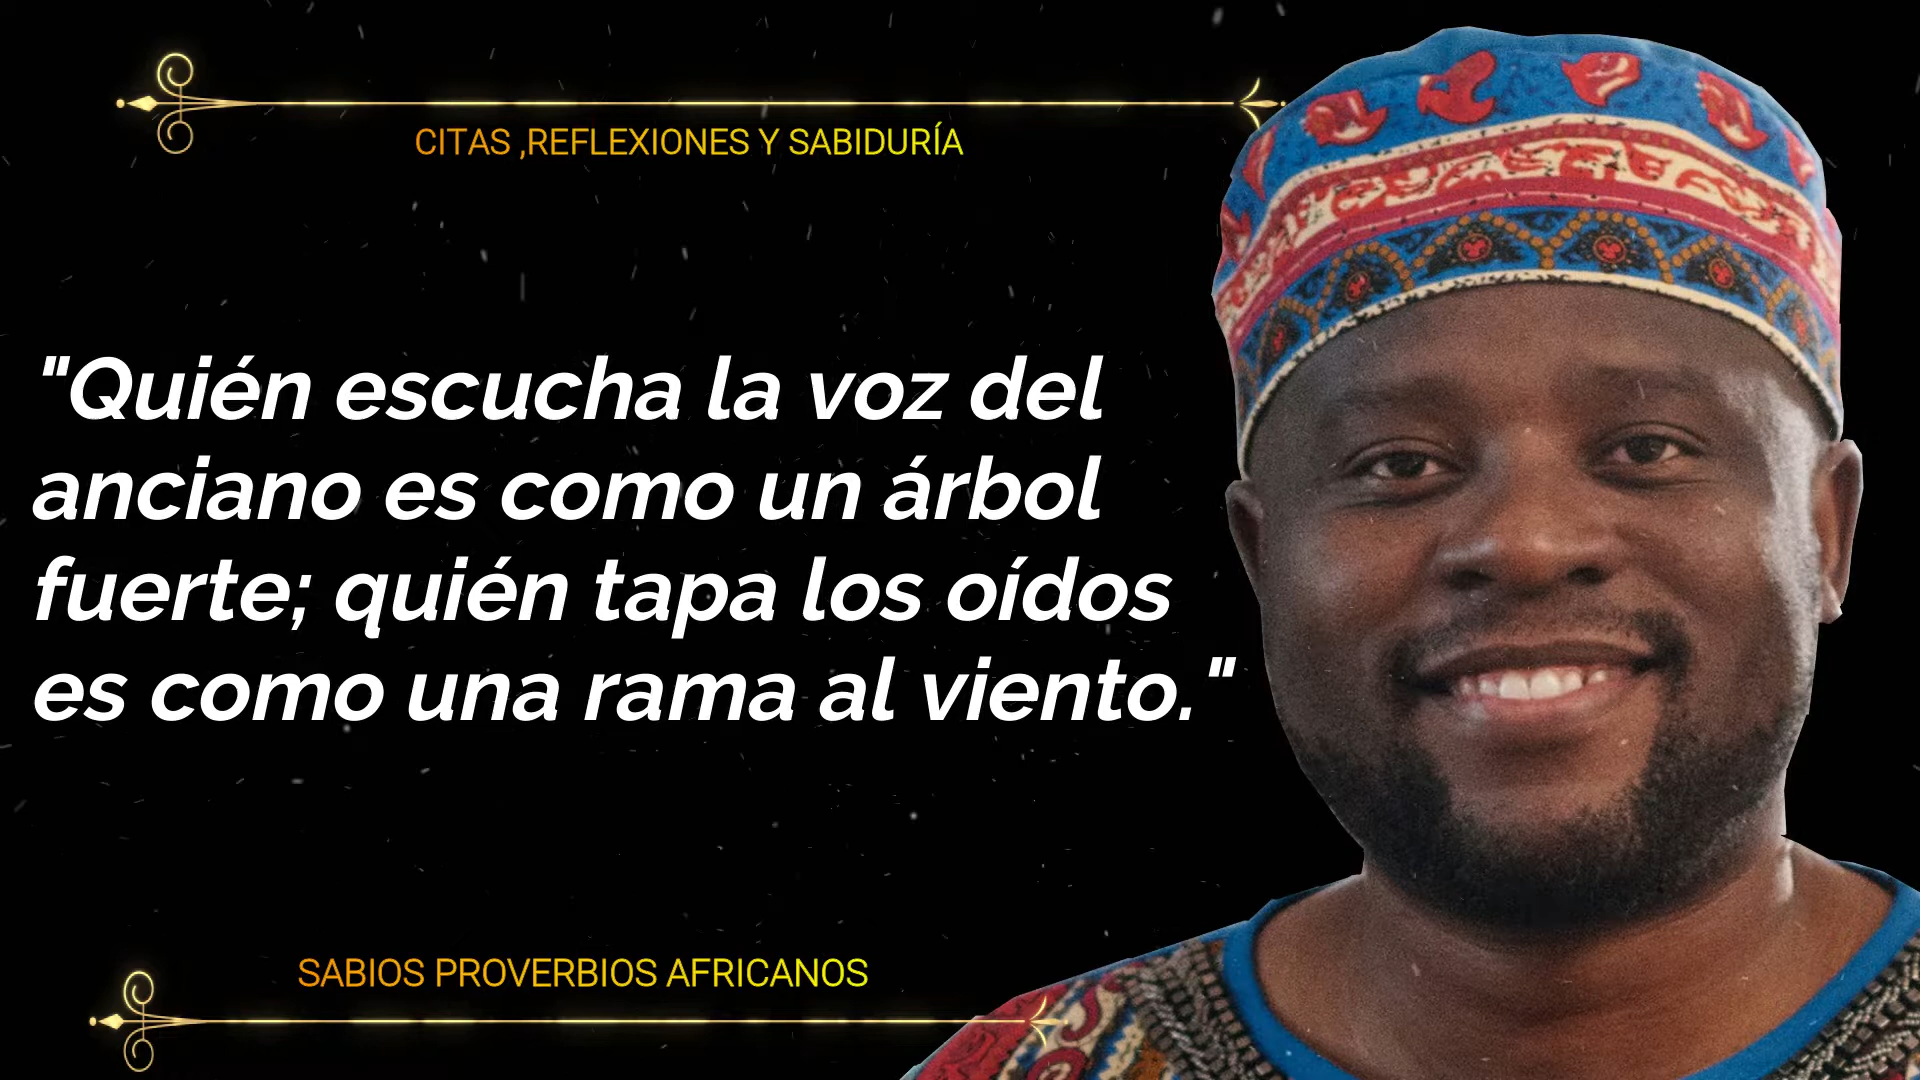 CITAS ,REFLEXIONES Y SABIDURÍA
"Quién escucha la voz del
anciano es como un árbol
fuerte; quién tapa los oídos
es como una rama al viento."
SABIOS PROVERBIOS AFRICANOS